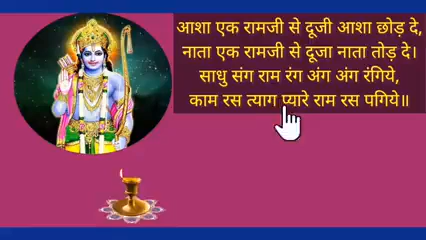 आशा एक रामजी से दूजी आशा छोड़ दे,
नाता एक रामजी से दूजा नाता तोड़ दे।
साधु संग राम रंग अंग अंग रंगिये,
काम रस त्याग प्यारे राम रस पगिये॥